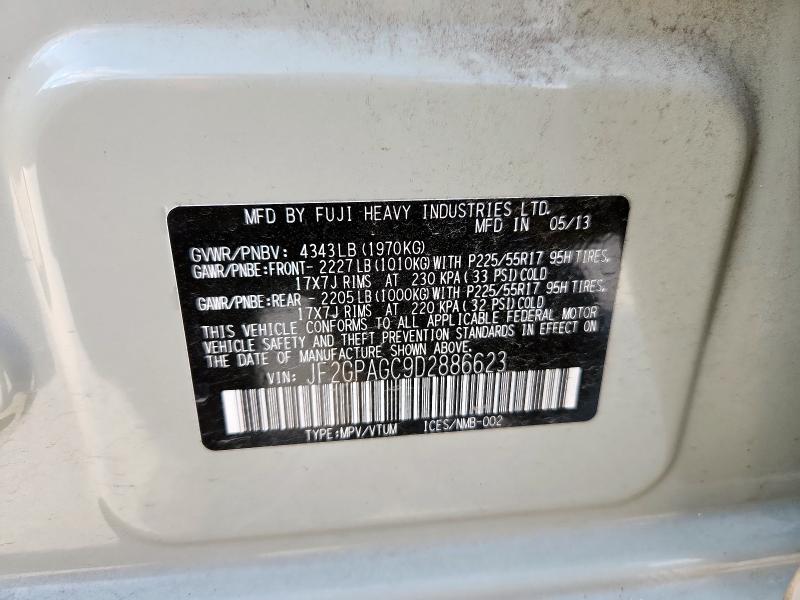 MFD BY FUJI HEAVY INDUSTRIES LTD.
MFD IN 05/13
GVWR/PNBV: 4343LB(1970KG)
GAWR/PNBE:FRONT- 2227LB(1010KG)WITH P225/55R17 95H TIRES,
17X7J RIMS AT 230 KPA(33 PSI)COLD
GAWR/PNBE:REAR - 2205LB(1000KG)WITH P225/55R17 95H TIRES,
17X7J RIMS AT 220 KPA(32 PSI)COLD
THIS VEHICLE CONFORMS TO ALL APPLICABLE FEDERAL MOTOR
VEHICLE SAFETY AND THEFT PREVENTION STANDARDS IN EFFECT ON
THE DATE OF MANUFACTURE SHOWN ABOVE.
VIN: JF2GPAGC9D2886623
TYPE:MPV/VTUM ICES/NMB-002